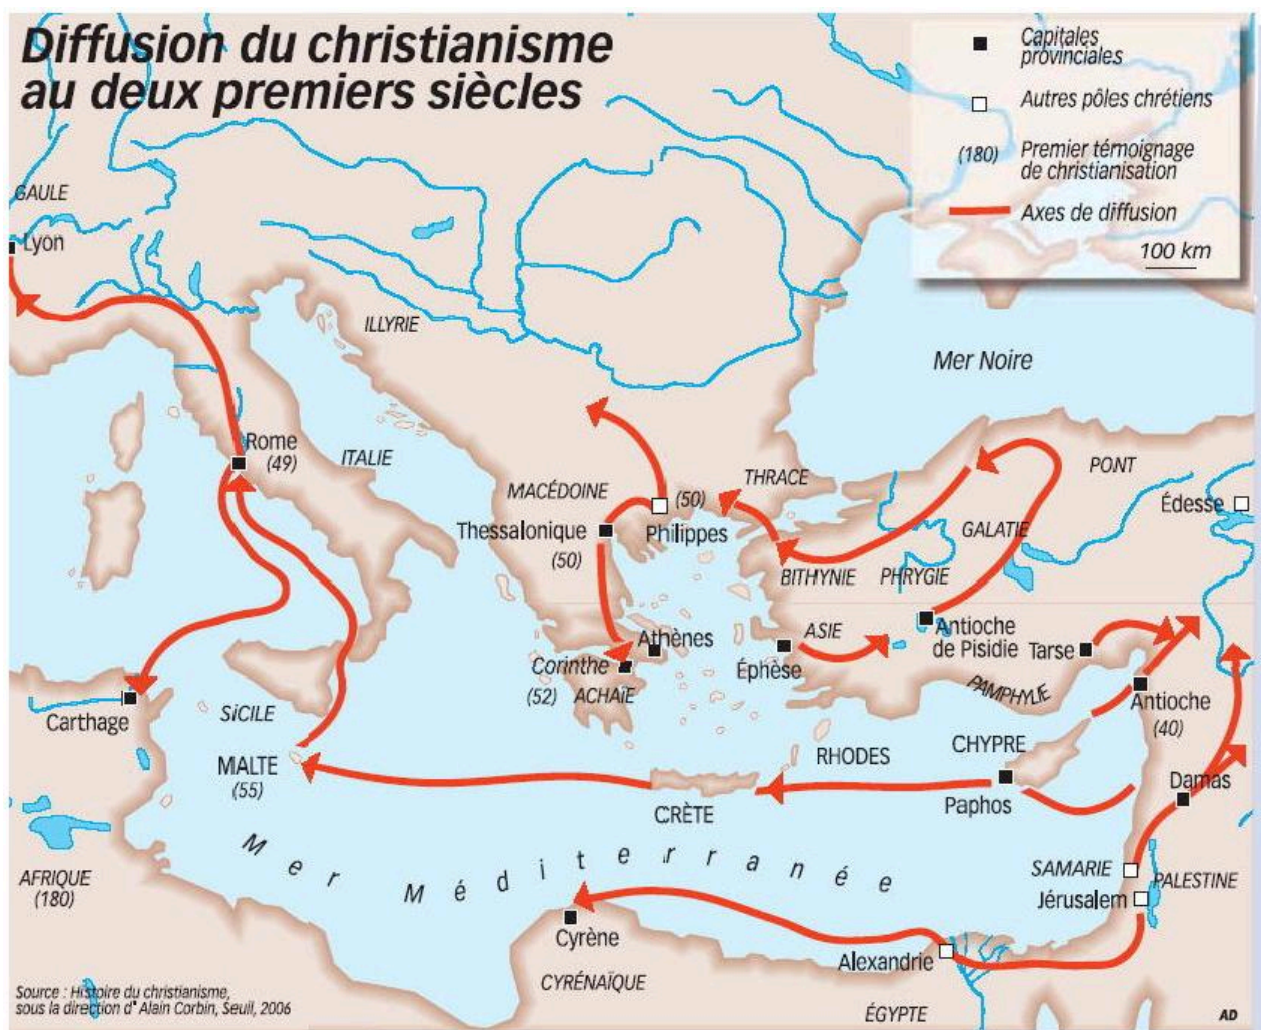 Diffusion du christianisme
au deux premiers siècles
Capitales
provinciales
Autres pôles chrétiens
(180) Premier témoignage
de christianisation
Axes de diffusion
100 km
GAULE
Lyon
ILLYRIE
Mer Noire
Rome
(49)
ITALIE
MACÉDOINE
(50)
THRACE
PONT
Édesse
Thessalonique
(50)
Philippes
GALATIE
BITHYNIE
PHRYGIE
Athènes
ASIE
Antioche
de Pisidie
Tarse
Corinthe
(52)
ACHAÏE
Éphèse
PAMPHYLIE
Antioche
(40)
Carthage
SICILE
MALTE
(55)
RHODES
CHYPRE
Paphos
Damas
CRÈTE
Mer Méditerranée
AFRIQUE
(180)
SAMARIE
PALESTINE
Jérusalem
Cyrène
Alexandrie
CYRÉNAÏQUE
ÉGYPTE
Source : Histoire du christianisme,
sous la direction d' Alain Corbin, Seuil, 2006
AD